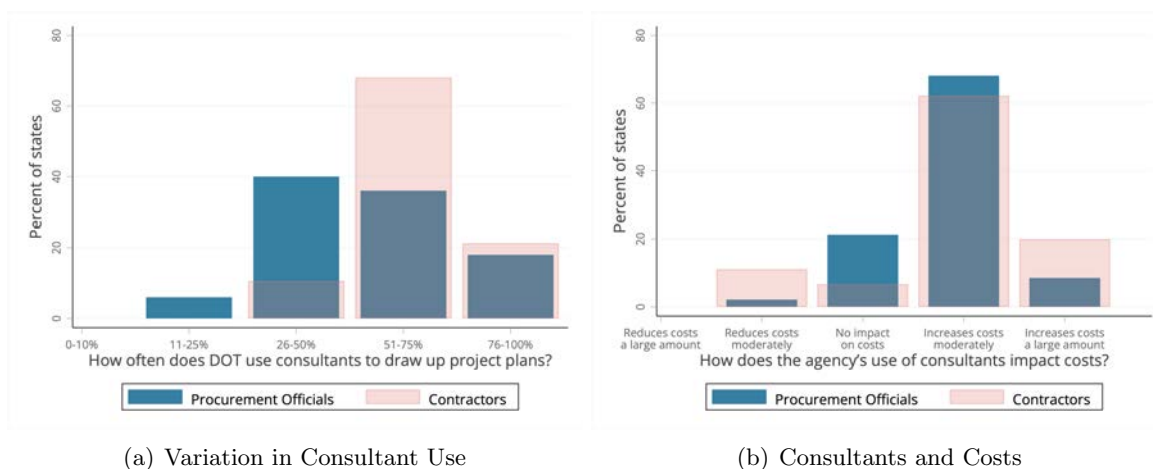 80
60
40
20
0
Percent of states
0-10% 11-25% 26-50% 51-75% 76-100%
How often does DOT use consultants to draw up project plans?
Procurement Officials Contractors
(a) Variation in Consultant Use
80
60
40
20
0
Percent of states
Reduces costs Reduces costs No impact Increases costs Increases costs
a large amount moderately on costs moderately a large amount
How does the agency's use of consultants impact costs?
Procurement Officials Contractors
(b) Consultants and Costs